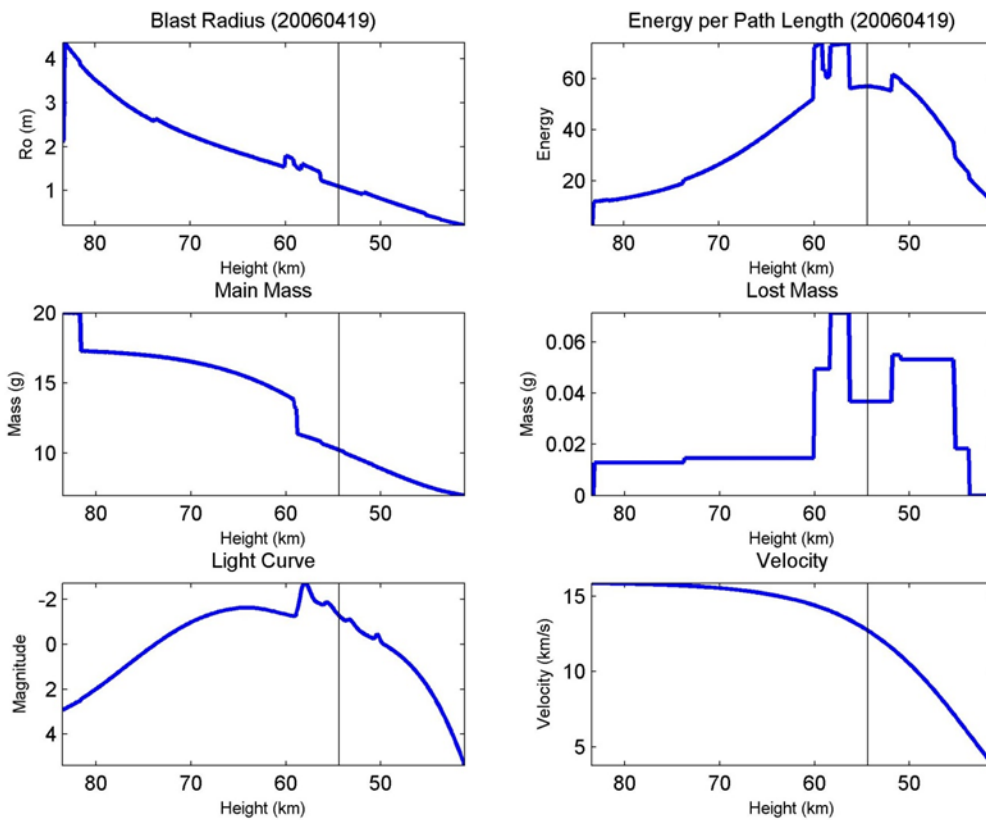 Blast Radius (20060419)
Ro (m)
4
3
2
1
80 70 60 50
Height (km)
Energy per Path Length (20060419)
Energy
60
40
20
80 70 60 50
Height (km)
Main Mass
Mass (g)
20
15
10
80 70 60 50
Height (km)
Lost Mass
Mass (g)
0.06
0.04
0.02
0
80 70 60 50
Height (km)
Light Curve
Magnitude
-2
0
2
4
80 70 60 50
Height (km)
Velocity
Velocity (km/s)
15
10
5
80 70 60 50
Height (km)